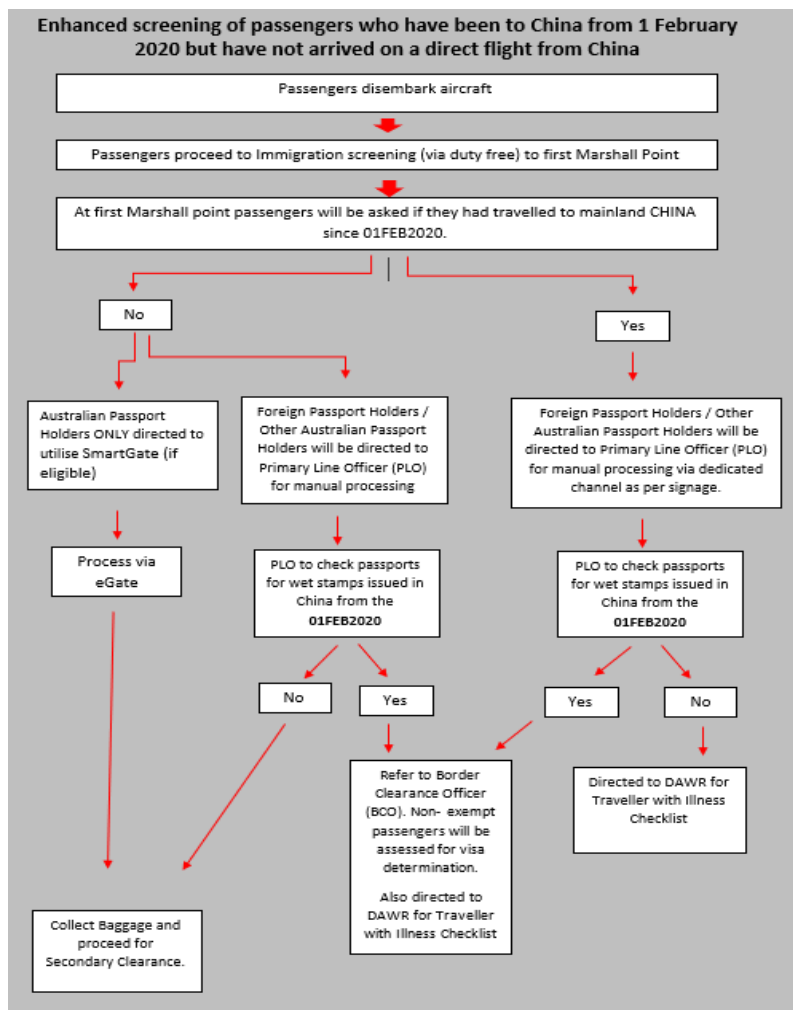 Enhanced screening of passengers who have been to China from 1 February
2020 but have not arrived on a direct flight from China
Passengers disembark aircraft
Passengers proceed to Immigration screening (via duty free) to first Marshall Point
At first Marshall point passengers will be asked if they had travelled to mainland CHINA
since 01FEB2020.
No
Yes
Australian Passport
Holders ONLY directed to
utilise SmartGate (if
eligible)
Foreign Passport Holders /
Other Australian Passport
Holders will be directed to
Primary Line Officer (PLO)
for manual processing
Foreign Passport Holders / Other
Australian Passport Holders will be
directed to Primary Line Officer (PLO)
for manual processing via dedicated
channel as per signage.
Process via
eGate
PLO to check passports
for wet stamps issued in
China from the
01FEB2020
PLO to check passports
for wet stamps issued in
China from the
01FEB2020
No
Yes
Yes
No
Refer to Border
Clearance Officer
(BCO). Non- exempt
passengers will be
assessed for visa
determination.
Also directed to
DAWR for Traveller
with Illness Checklist
Directed to DAWR for
Traveller with Illness
Checklist
Collect Baggage and
proceed for
Secondary Clearance.